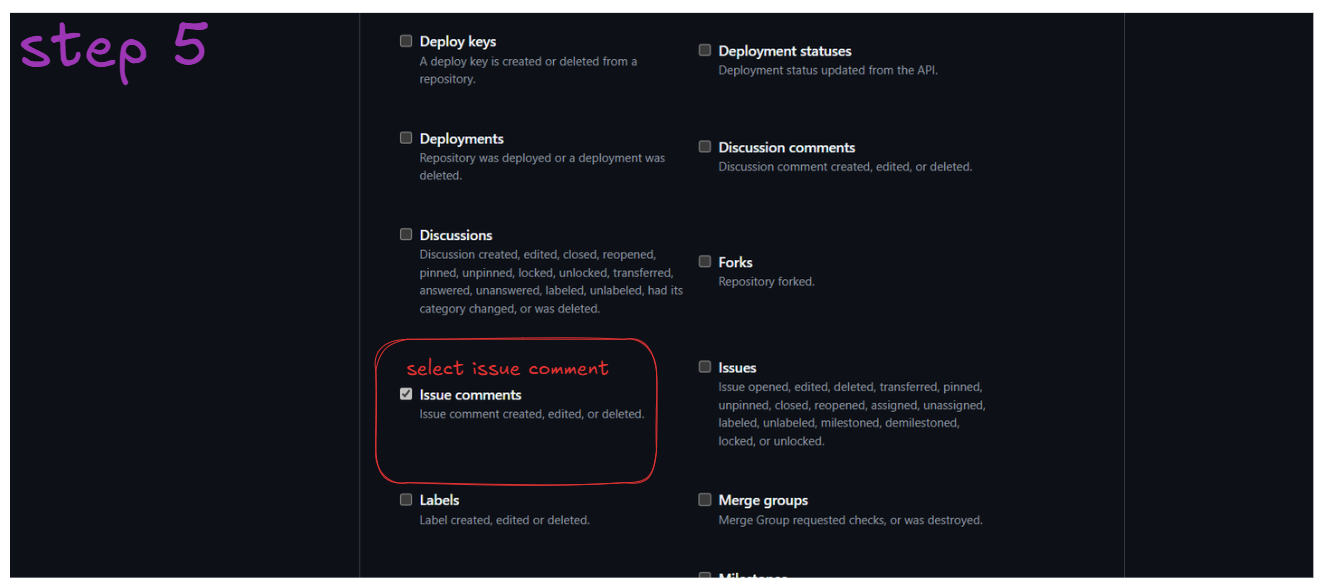 step 5
Deploy keys
A deploy key is created or deleted from a
repository.
Deployment statuses
Deployment status updated from the API.
Deployments
Repository was deployed or a deployment was
deleted.
Discussion comments
Discussion comment created, edited, or deleted.
Discussions
Discussion created, edited, closed, reopened,
pinned, unpinned, locked, unlocked, transferred,
answered, unanswered, labeled, unlabeled, had its
category changed, or was deleted.
Forks
Repository forked.
select issue comment
Issue comments
Issue comment created, edited, or deleted.
Issues
Issue opened, edited, deleted, transferred, pinned,
unpinned, closed, reopened, assigned, unassigned,
labeled, unlabeled, milestoned, demilestoned,
locked, or unlocked.
Labels
Label created, edited or deleted.
Merge groups
Merge Group requested checks, or was destroyed.
Milestones